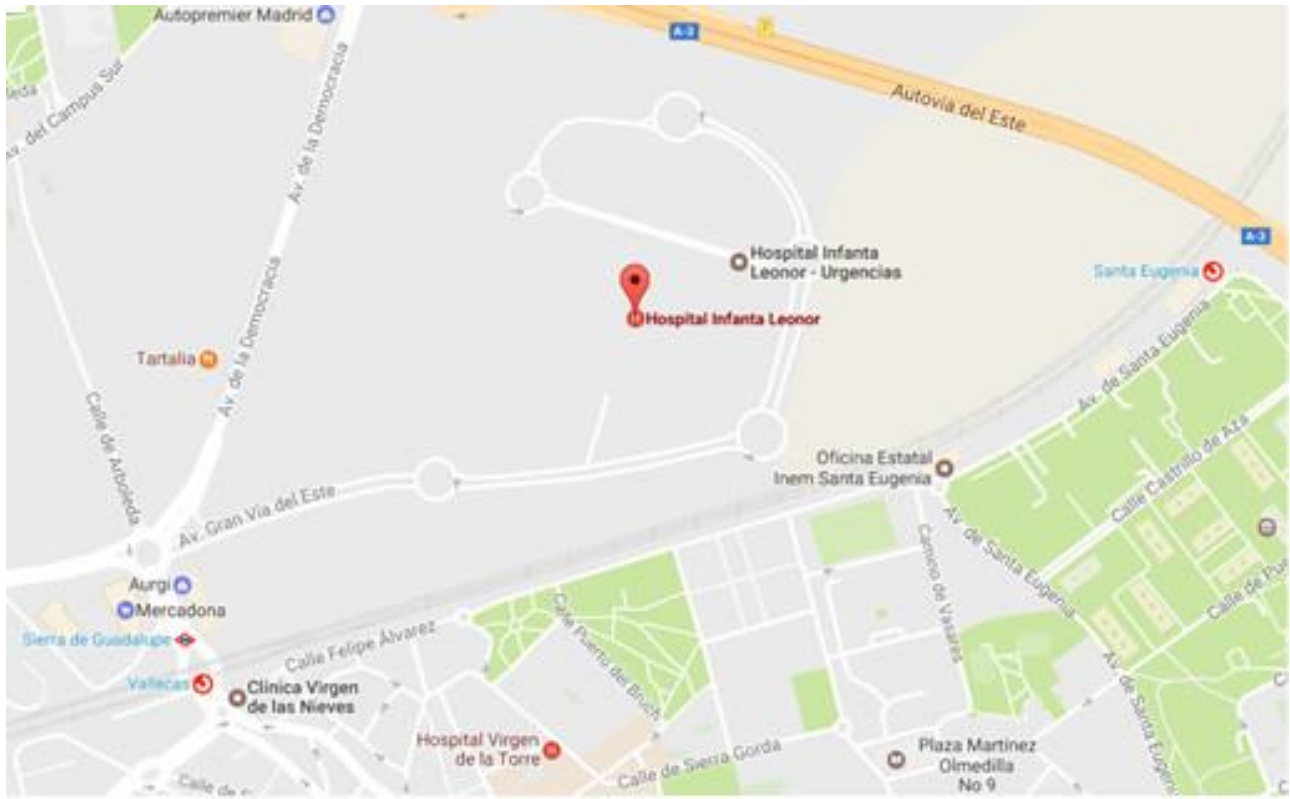 Autopremier Madrid
A-3
7
Autovía del Este
Av. del Campus Sur
Av. de la Democracia
Hospital Infanta
Leonor - Urgencias
A-3
Santa Eugenia
Hospital Infanta Leonor
Tartalia
Av. de la Democracia
Calle de Arboleda
Av. de Santa Eugenia
Oficina Estatal
Inem Santa Eugenia
Calle Castrillo de Aza
Av. Gran Vía del Este
Av. de Santa Eugenia
Camino de Vasares
Aurgi
Mercadona
Sierra de Guadalupe
Calle Felipe Álvarez
Calle Puerto del Bruch
Vallecas
Clínica Virgen
de las Nieves
Av. de Santa Eugenia
Hospital Virgen
de la Torre
Calle de Sierra Gorda
Plaza Martínez
Olmedilla
No 9